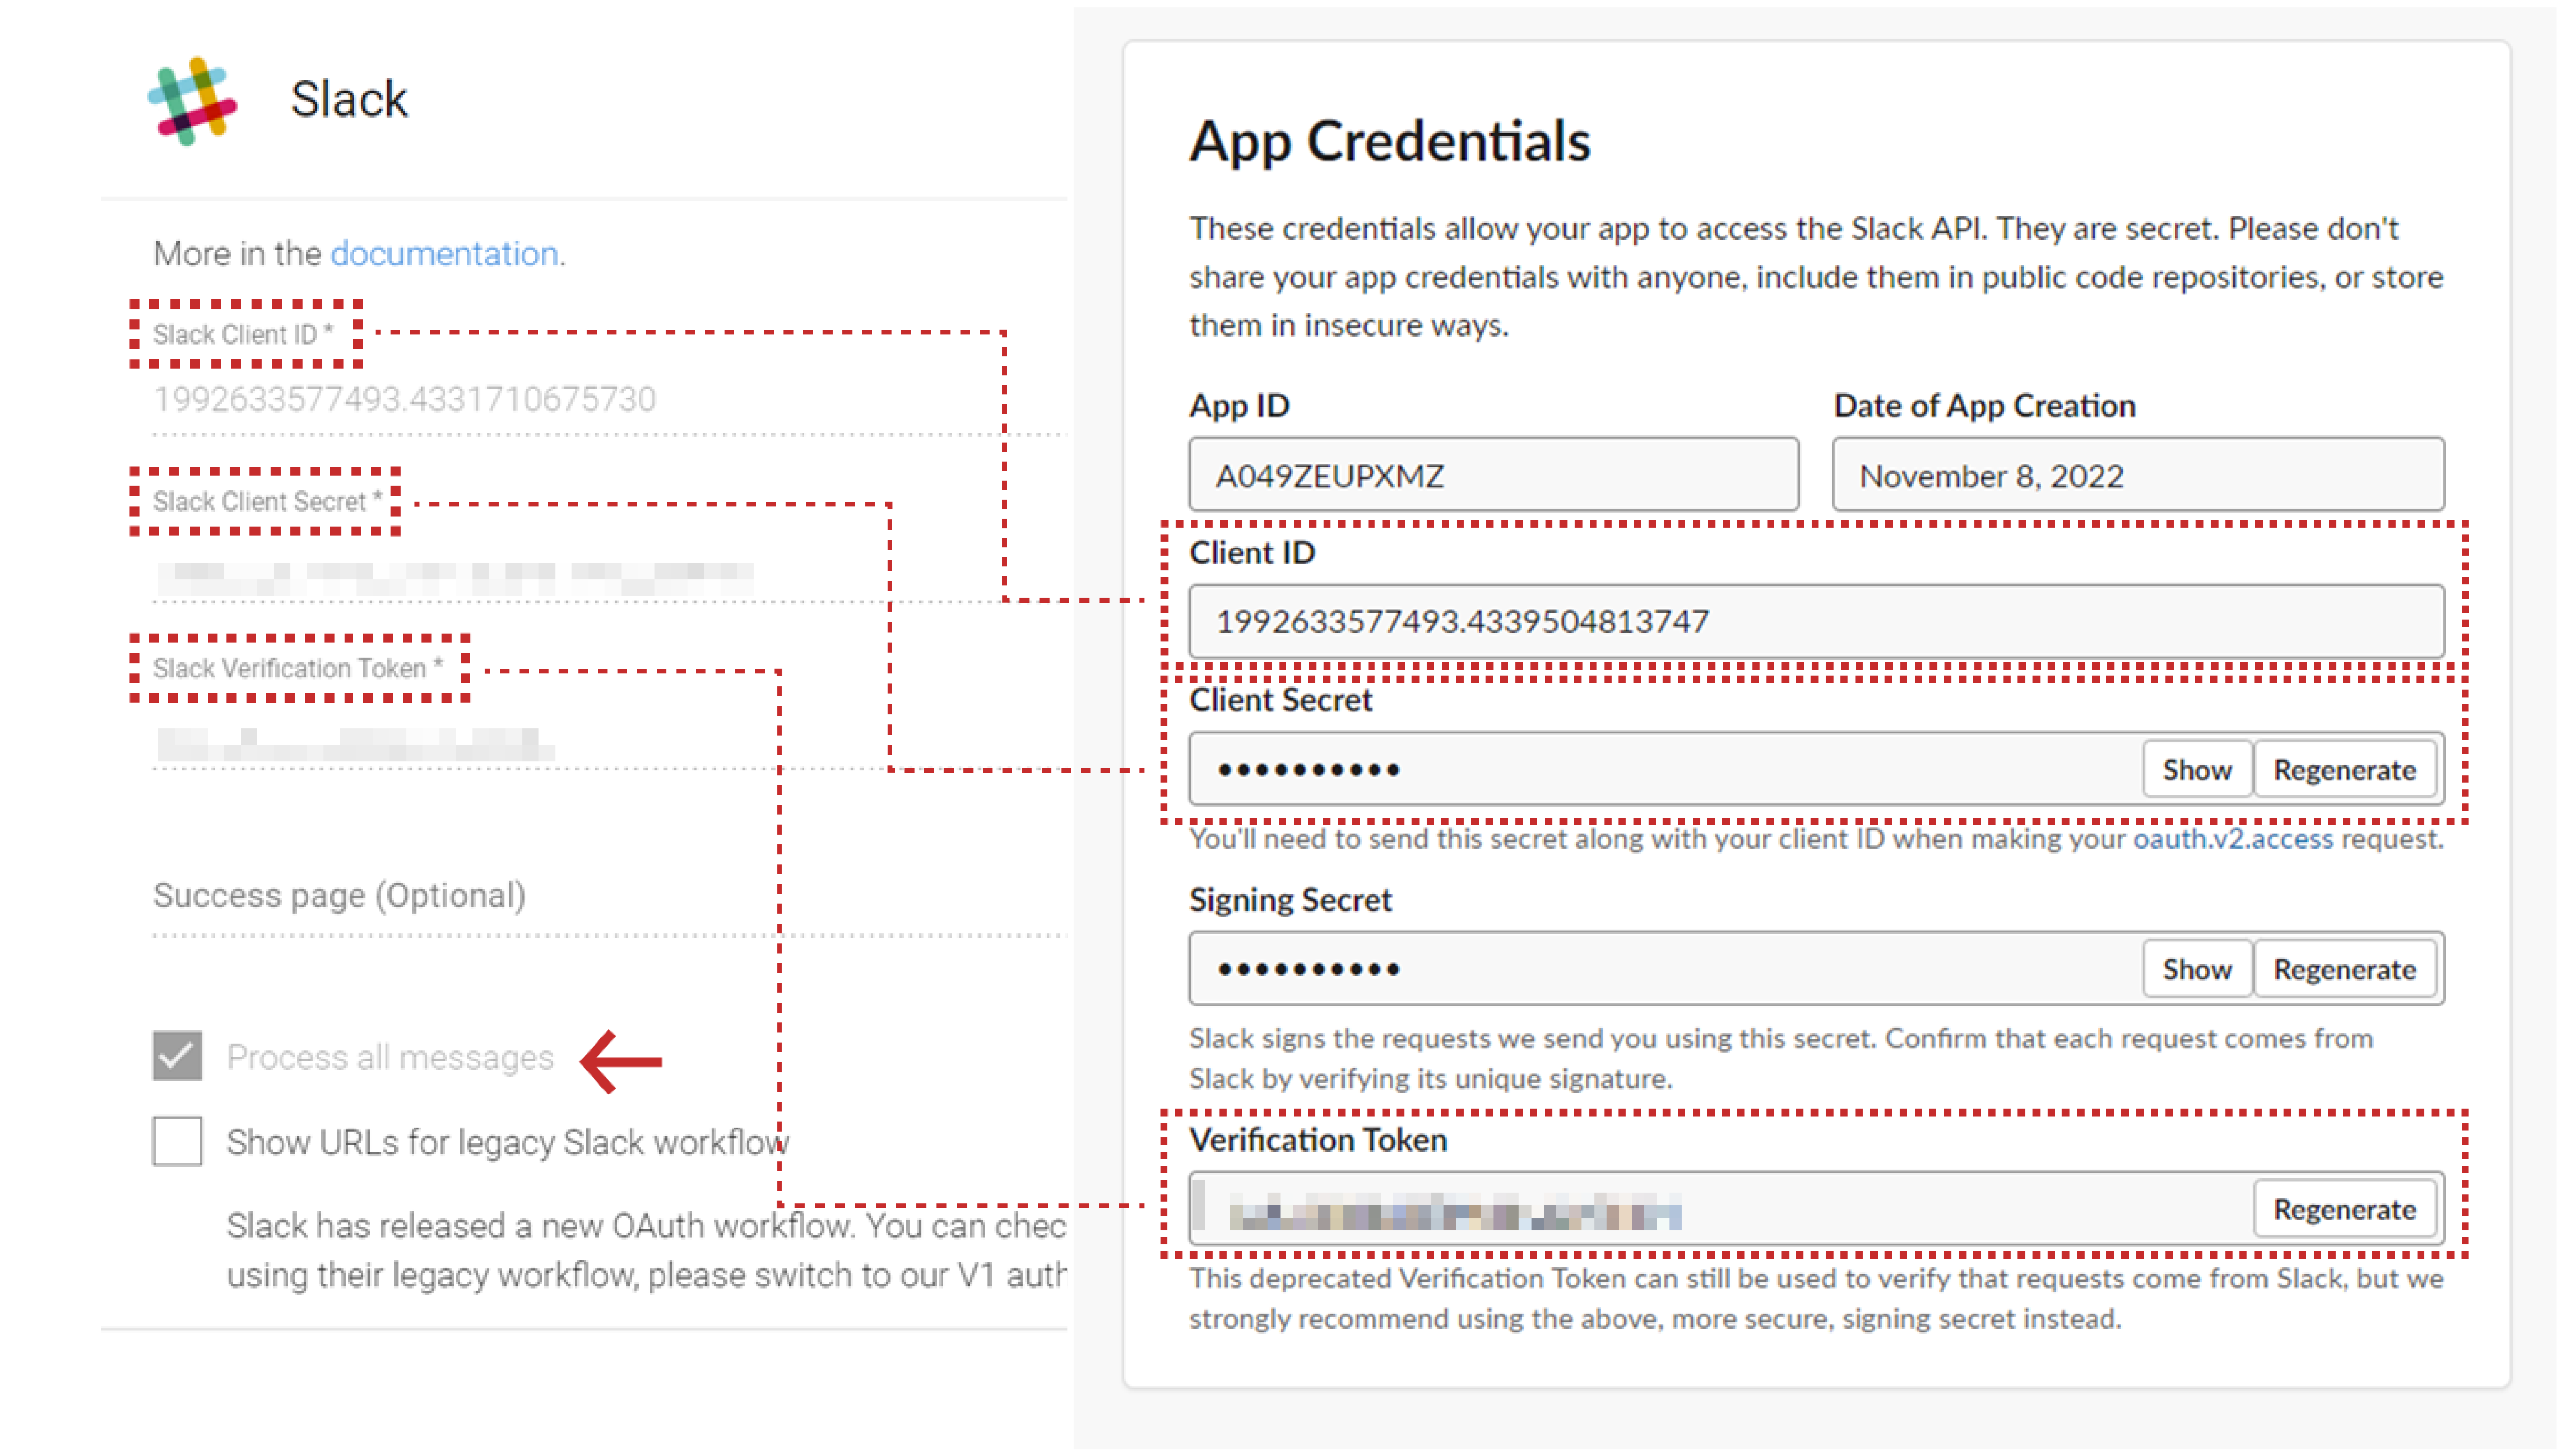 Slack
More in the documentation.
Slack Client ID *
1992633577493.4331710675730
Slack Client Secret *
Slack Verification Token *
Success page (Optional)
Process all messages
Show URLs for legacy Slack workflow
Slack has released a new OAuth workflow. You can chec
using their legacy workflow, please switch to our V1 auth
App Credentials
These credentials allow your app to access the Slack API. They are secret. Please don't
share your app credentials with anyone, include them in public code repositories, or store
them in insecure ways.
App ID
Date of App Creation
A049ZEUPXMZ
November 8, 2022
Client ID
1992633577493.4339504813747
Client Secret
••••••••••
Show
Regenerate
You'll need to send this secret along with your client ID when making your oauth.v2.access request.
Signing Secret
••••••••••
Show
Regenerate
Slack signs the requests we send you using this secret. Confirm that each request comes from
Slack by verifying its unique signature.
Verification Token
Regenerate
This deprecated Verification Token can still be used to verify that requests come from Slack, but we
strongly recommend using the above, more secure, signing secret instead.